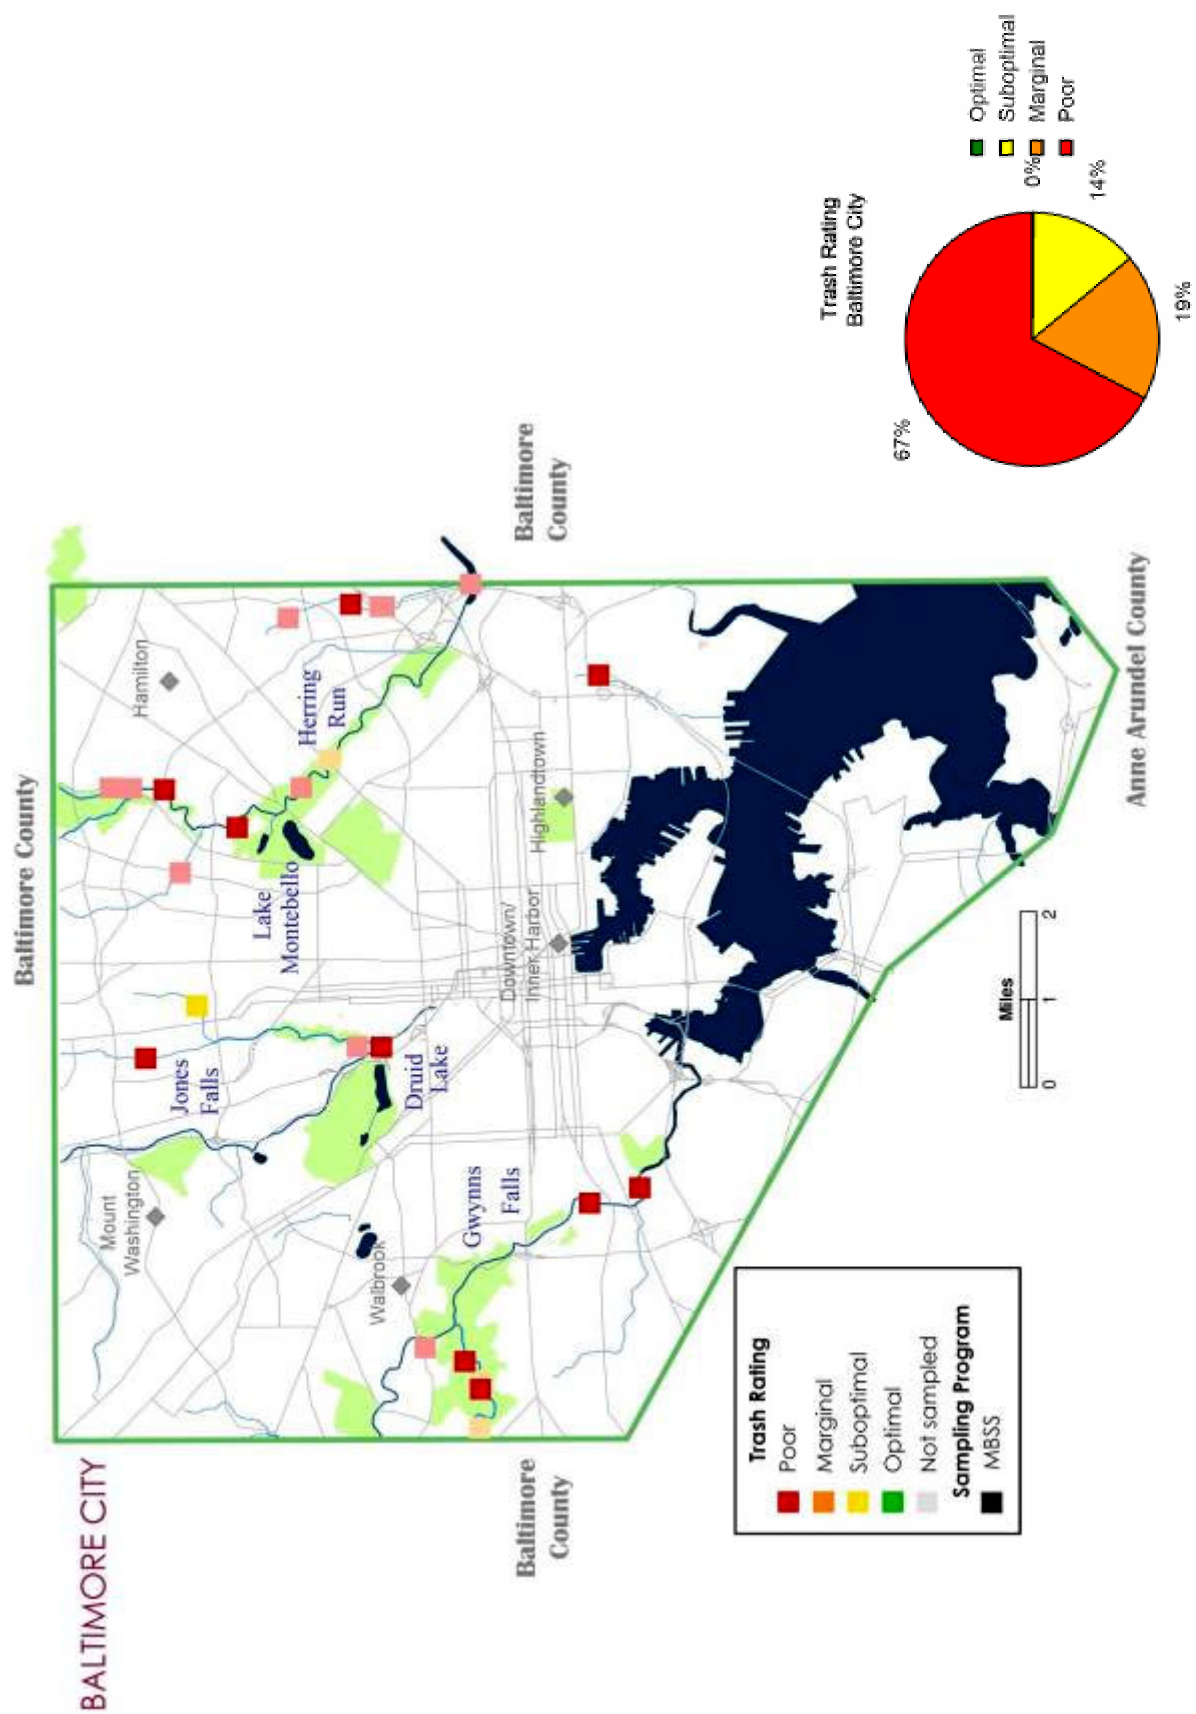 BALTIMORE CITY
Baltimore County
Mount
Washington
Jones
Falls
Hamilton
Herring
Run
Lake
Montebello
Druid
Lake
Walbrook
Gwynns
Falls
Downtown/
Inner Harbor
Highlandtown
Baltimore
County
Baltimore
County
Anne Arundel County
Miles
0 1 2
Trash Rating
Poor
Marginal
Suboptimal
Optimal
Not sampled
Sampling Program
MBSS
Trash Rating
Baltimore City
67%
0%
14%
19%
Optimal
Suboptimal
Marginal
Poor